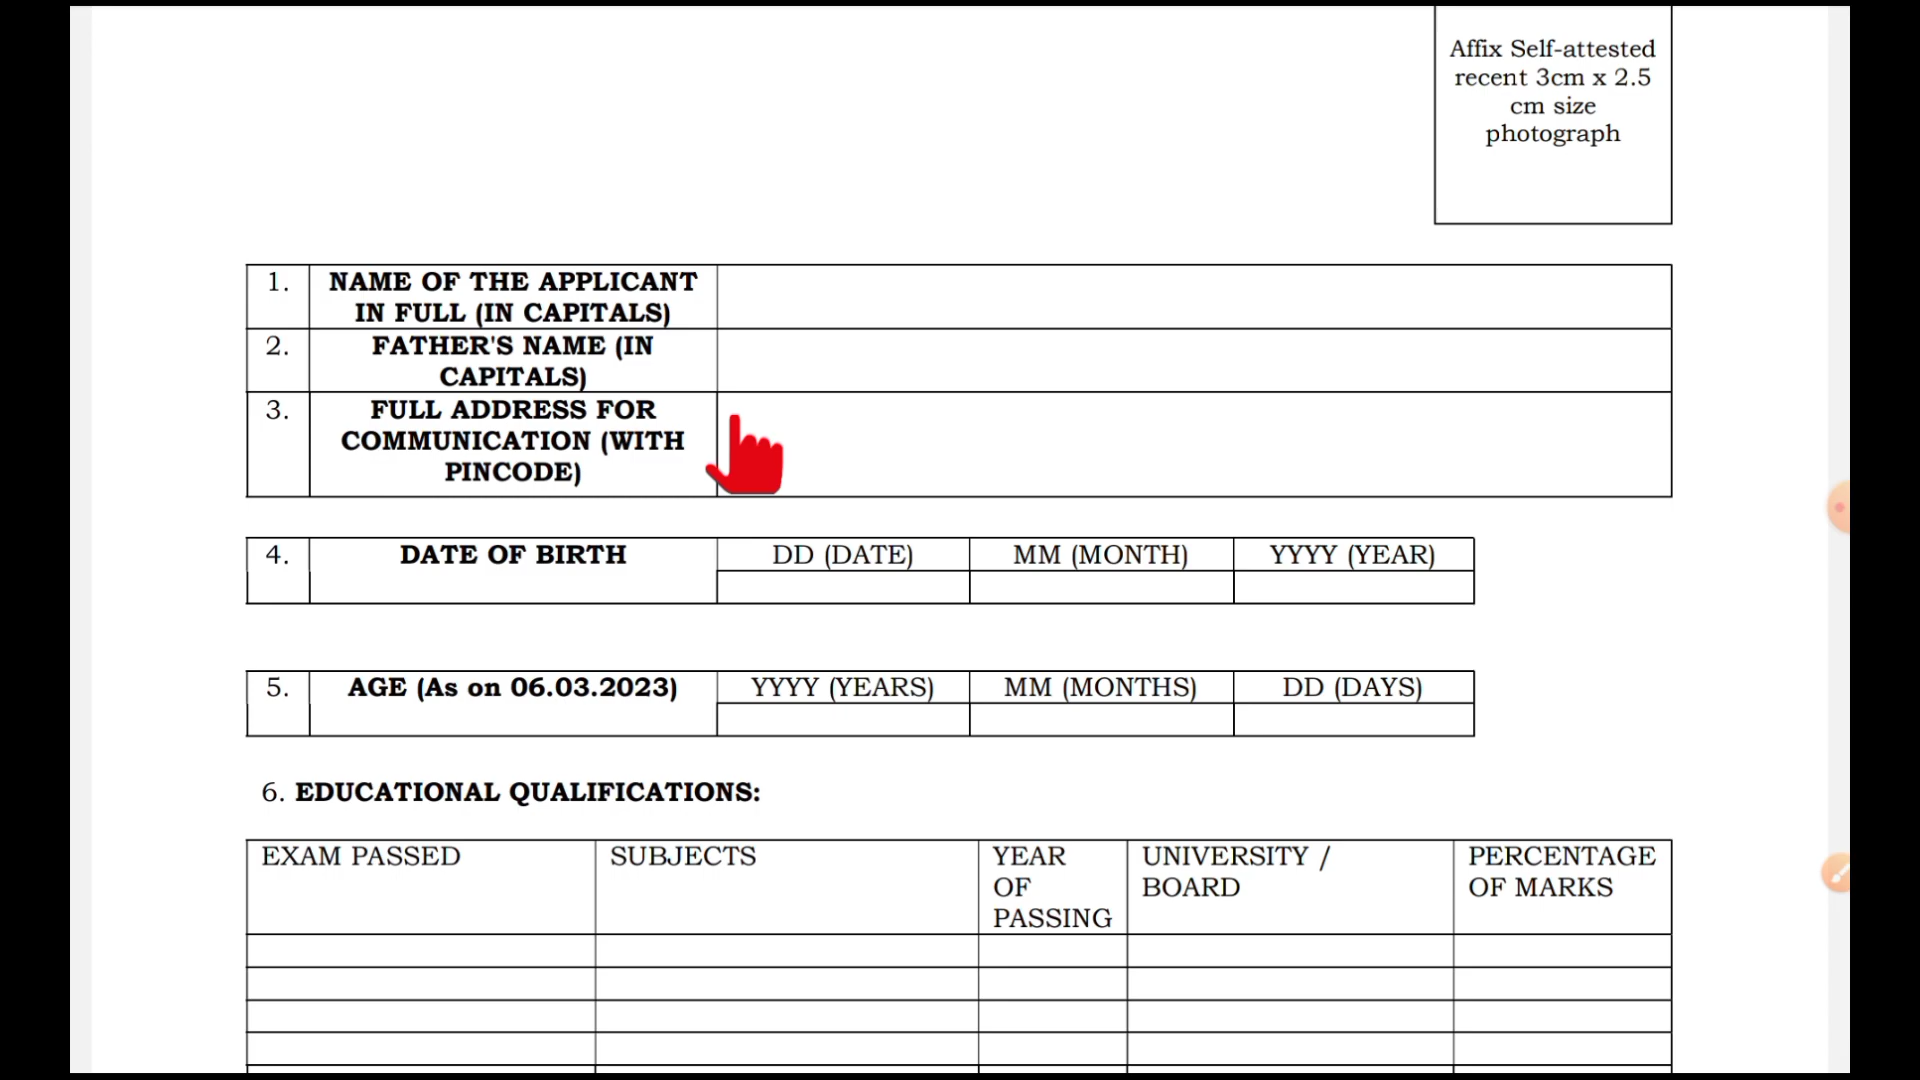 Affix Self-attested
recent 3cm x 2.5
cm size
photograph
1. NAME OF THE APPLICANT
IN FULL (IN CAPITALS)
2. FATHER'S NAME (IN
CAPITALS)
3. FULL ADDRESS FOR
COMMUNICATION (WITH
PINCODE)
4. DATE OF BIRTH DD (DATE) MM (MONTH) YYYY (YEAR)
5. AGE (As on 06.03.2023) YYYY (YEARS) MM (MONTHS) DD (DAYS)
6. EDUCATIONAL QUALIFICATIONS:
EXAM PASSED SUBJECTS YEAR UNIVERSITY / PERCENTAGE
OF BOARD OF MARKS
PASSING